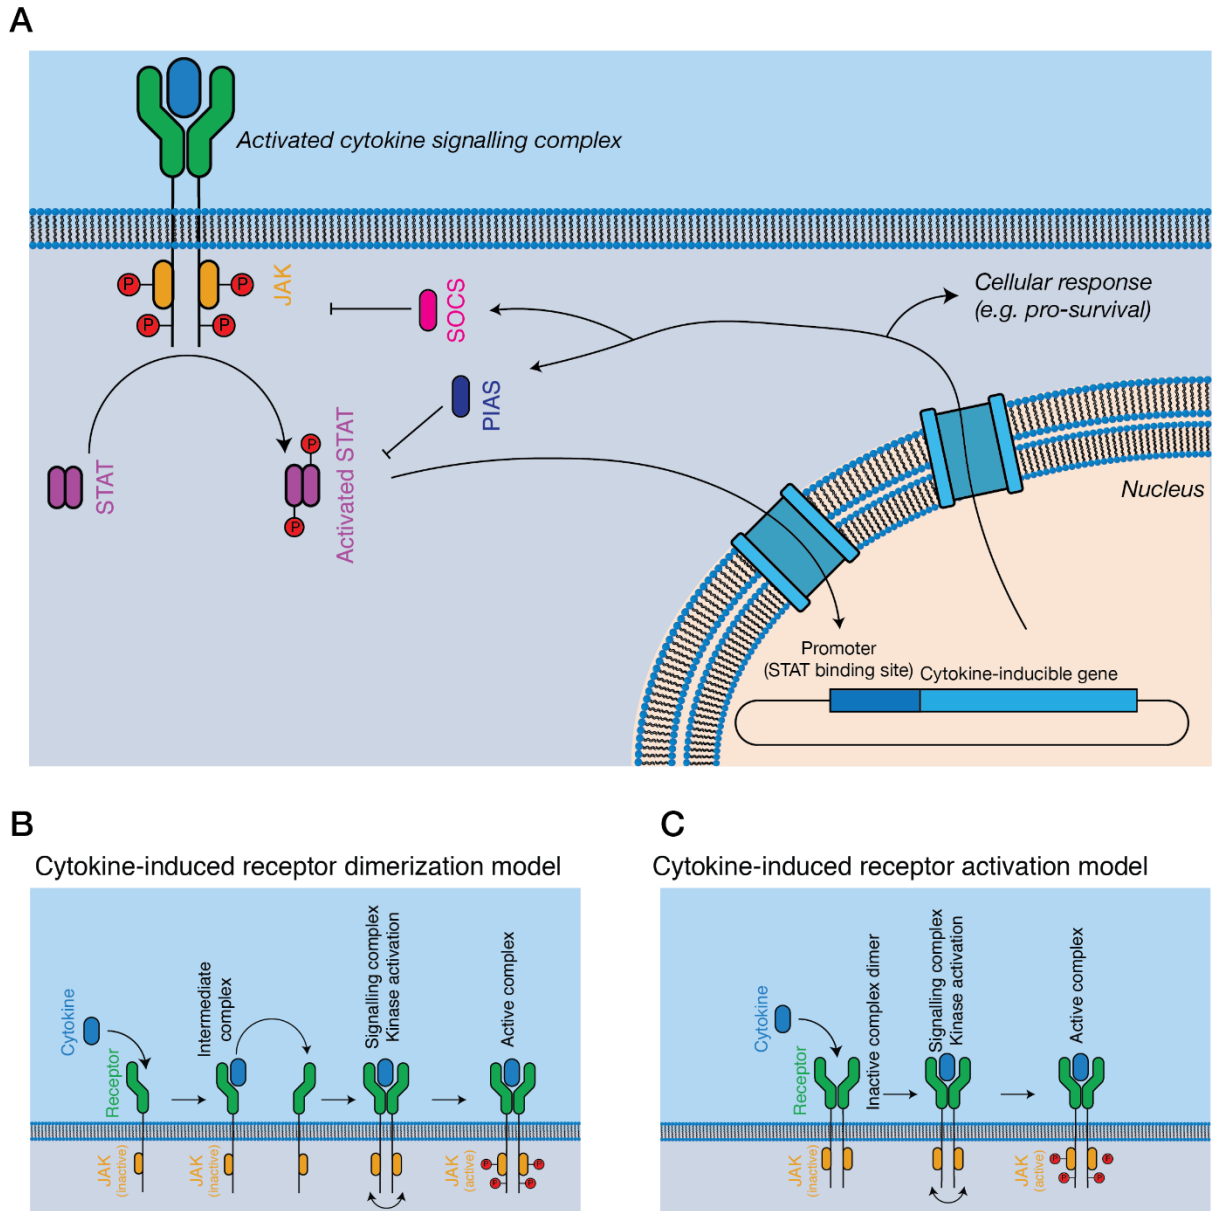 A
Activated cytokine signalling complex
P
P
JAK
P
P
SOCS
Cellular response
(e.g. pro-survival)
PIAS
STAT
P
P
Activated STAT
Nucleus
Promoter
(STAT binding site)
Cytokine-inducible gene
B
Cytokine-induced receptor dimerization model
Cytokine
Receptor
JAK
(inactive)
Intermediate
complex
JAK
(inactive)
Signalling complex
Kinase activation
Active complex
JAK
(active)
P
P
P
P
C
Cytokine-induced receptor activation model
Cytokine
Receptor
JAK
(inactive)
Inactive complex dimer
Signalling complex
Kinase activation
Active complex
JAK
(active)
P
P
P
P